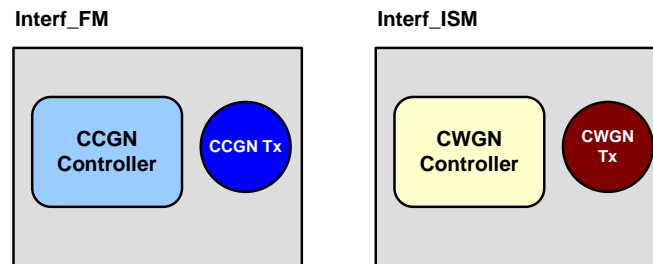 Interf_FM
Interf_ISM
CCGN
Controller
CCGN Tx
CWGN
Controller
CWGN
Tx